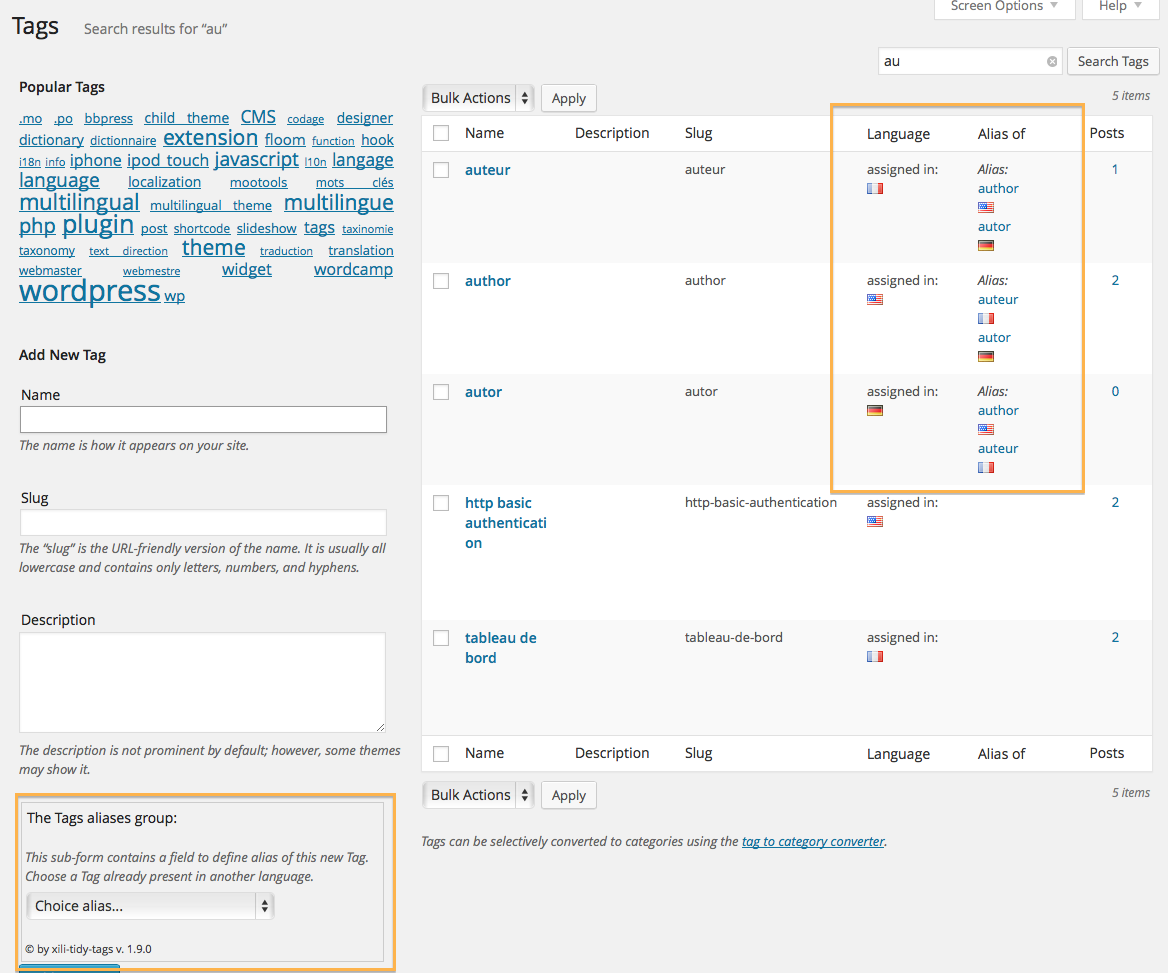 Screen Options
Help
Tags
Search results for “au”
au
Search Tags
Popular Tags
.mo .po bbpress child theme CMS codage designer
dictionary dictionnaire extension floom function hook
i18n info iphone ipod touch javascript l10n langage
language localization mootools mots clés
multilingual multilingual theme multilingue
php plugin post shortcode slideshow tags taxinomie
taxonomy text direction theme traduction translation
webmaster webmestre widget wordcamp
wordpress wp
Add New Tag
Name
The name is how it appears on your site.
Slug
The “slug” is the URL-friendly version of the name. It is usually all
lowercase and contains only letters, numbers, and hyphens.
Description
The description is not prominent by default; however, some themes
may show it.
The Tags aliases group:
This sub-form contains a field to define alias of this new Tag.
Choose a Tag already present in another language.
Choice alias...
© by xili-tidy-tags v. 1.9.0
Bulk Actions Apply
5 items
Name Description Slug Language Alias of Posts
auteur auteur assigned in: Alias: 1
author
autor
author author assigned in: Alias: 2
auteur
autor
autor autor assigned in: Alias: 0
author
auteur
http basic http-basic-authentication assigned in: 2
authenticati
on
tableau de tableau-de-bord assigned in: 2
bord
Name Description Slug Language Alias of Posts
Bulk Actions Apply
5 items
Tags can be selectively converted to categories using the tag to category converter.